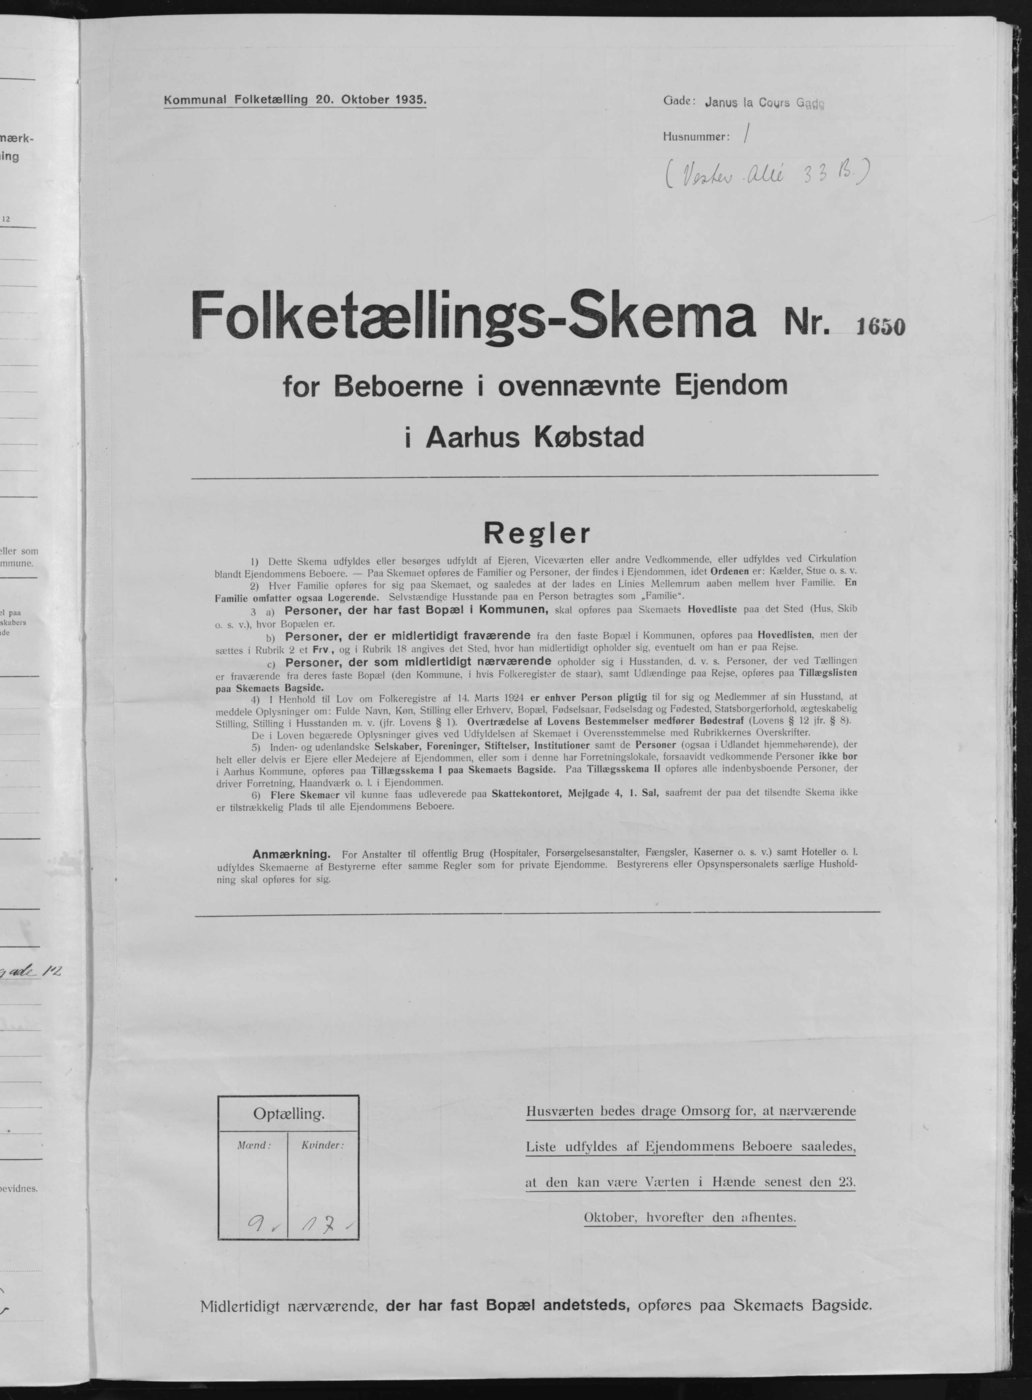 Kommunal Folketælling 20. Oktober 1935.
Gade: Janus la Cours Gade
Husnummer: 1
(Vester Allé 33 B.)
Folketællings-Skema Nr. 1650
for Beboerne i ovennævnte Ejendom
i Aarhus Købstad
Regler
1) Dette Skema udfyldes eller besørges udfyldt af Ejeren, Viceværten eller andre Vedkommende, eller udfyldes ved Cirkulation
blandt Ejendommens Beboere. — Paa Skemaet opføres de Familier og Personer, der findes i Ejendommen, idet Ordenen er: Kælder, Stue o. s. v.
2) Hver Familie opføres for sig paa Skemaet, og saaledes at der lades en Linies Mellemrum aaben mellem hver Familie. En
Familie omfatter ogsaa Logerende. Selvstændige Husstande paa en Person betragtes som „Familie“.
3 a) Personer, der har fast Bopæl i Kommunen, skal opføres paa Skemaets Hovedliste paa det Sted (Hus, Skib
o. s. v.), hvor Bopælen er.
b) Personer, der er midlertidigt fraværende fra den faste Bopæl i Kommunen, opføres paa Hovedlisten, men der
sættes i Rubrik 2 et Frv., og i Rubrik 18 angives det Sted, hvor han midlertidigt opholder sig, eventuelt om han er paa Rejse.
c) Personer, der som midlertidigt nærværende opholder sig i Husstanden, d. v. s. Personer, der ved Tællingen
er fraværende fra deres faste Bopæl (den Kommune, i hvis Folkeregister de staar), samt Udlændinge paa Rejse, opføres paa Tillægslisten
paa Skemaets Bagside.
4) I Henhold til Lov om Folkeregistre af 14. Marts 1924 er enhver Person pligtig til for sig og Medlemmer af sin Husstand, at
meddele Oplysninger om: Fulde Navn, Køn, Stilling eller Erhverv, Bopæl, Fødselsaar, Fødselsdag og Fødested, Statsborgerforhold, ægteskabelig
Stilling, Stilling i Husstanden m. v. (jfr. Lovens § 1). Overtrædelse af Lovens Bestemmelser medfører Bødestraf (Lovens § 12 jfr. § 8).
De i Loven begærede Oplysninger gives ved Udfyldelsen af Skemaet i Overensstemmelse med Rubrikkernes Overskrifter.
5) Inden- og udenlandske Selskaber, Foreninger, Stiftelser, Institutioner samt de Personer (ogsaa i Udlandet hjemmehørende), der
helt eller delvis er Ejere eller Medejere af Ejendommen, eller som i denne har Forretningslokale, forsaavidt vedkommende Personer ikke bor
i Aarhus Kommune, opføres paa Tillægsskema I paa Skemaets Bagside. Paa Tillægsskema II opføres alle indenbysboende Personer, der
driver Forretning, Haandværk o. l. i Ejendommen.
6) Flere Skemaer vil kunne faas udleverede paa Skattekontoret, Mejlgade 4, 1. Sal, saafremt der paa det tilsendte Skema ikke
er tilstrækkelig Plads til alle Ejendommens Beboere.
Anmærkning. For Anstalter til offentlig Brug (Hospitaler, Forsørgelsesanstalter, Fængsler, Kaserner o. s. v.) samt Hoteller o. l.
udfyldes Skemaerne af Bestyrerne efter samme Regler som for private Ejendomme. Bestyrerens eller Opsynspersonalets særlige Hushold-
ning skal opføres for sig.
Optælling.
Mænd: Kvinder:
9 17
Husværten bedes drage Omsorg for, at nærværende
Liste udfyldes af Ejendommens Beboere saaledes,
at den kan være Værten i Hænde senest den 23.
Oktober, hvorefter den afhentes.
Midlertidigt nærværende, der har fast Bopæl andetsteds, opføres paa Skemaets Bagside.
mærk-
ing
12
eller som
mmune.
el paa
skabers
de
gade 12
bevidnes.